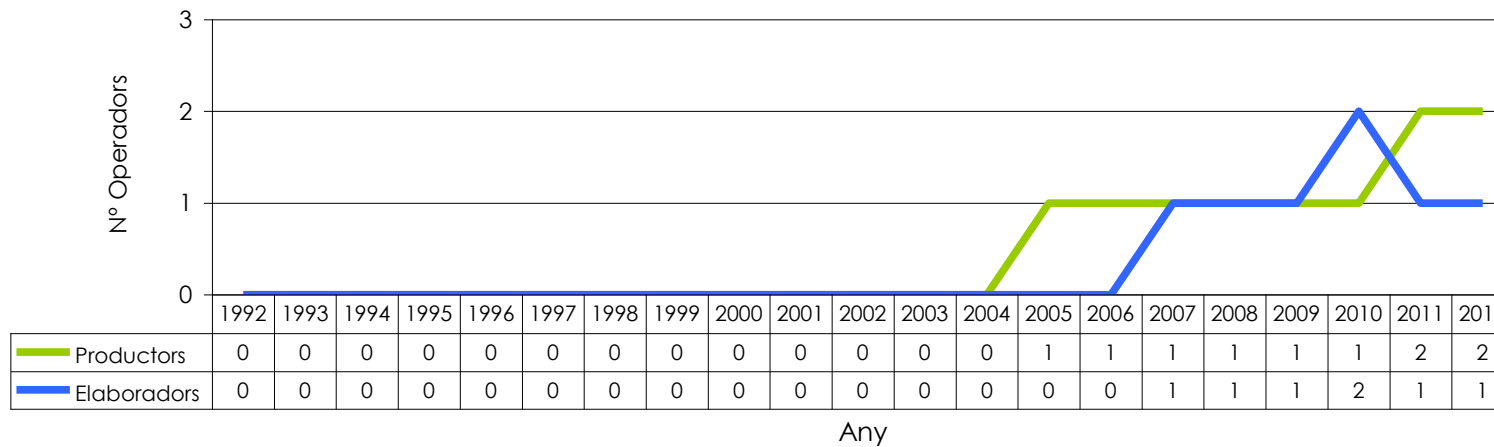 3
2
1
0
Nº Operadors
1992 1993 1994 1995 1996 1997 1998 1999 2000 2001 2002 2003 2004 2005 2006 2007 2008 2009 2010 2011 201
Productors 0 0 0 0 0 0 0 0 0 0 0 0 0 1 1 1 1 1 1 2 2
Elaboradors 0 0 0 0 0 0 0 0 0 0 0 0 0 0 0 1 1 1 2 1 1
Any